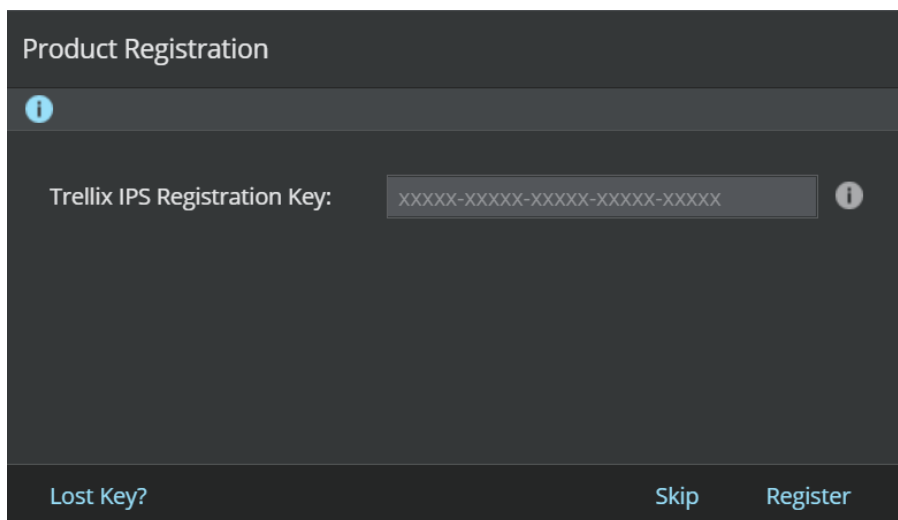 Product Registration
Trellix IPS Registration Key:
xxxxx-xxxxx-xxxxx-xxxxx-xxxxx
Lost Key?
Skip
Register